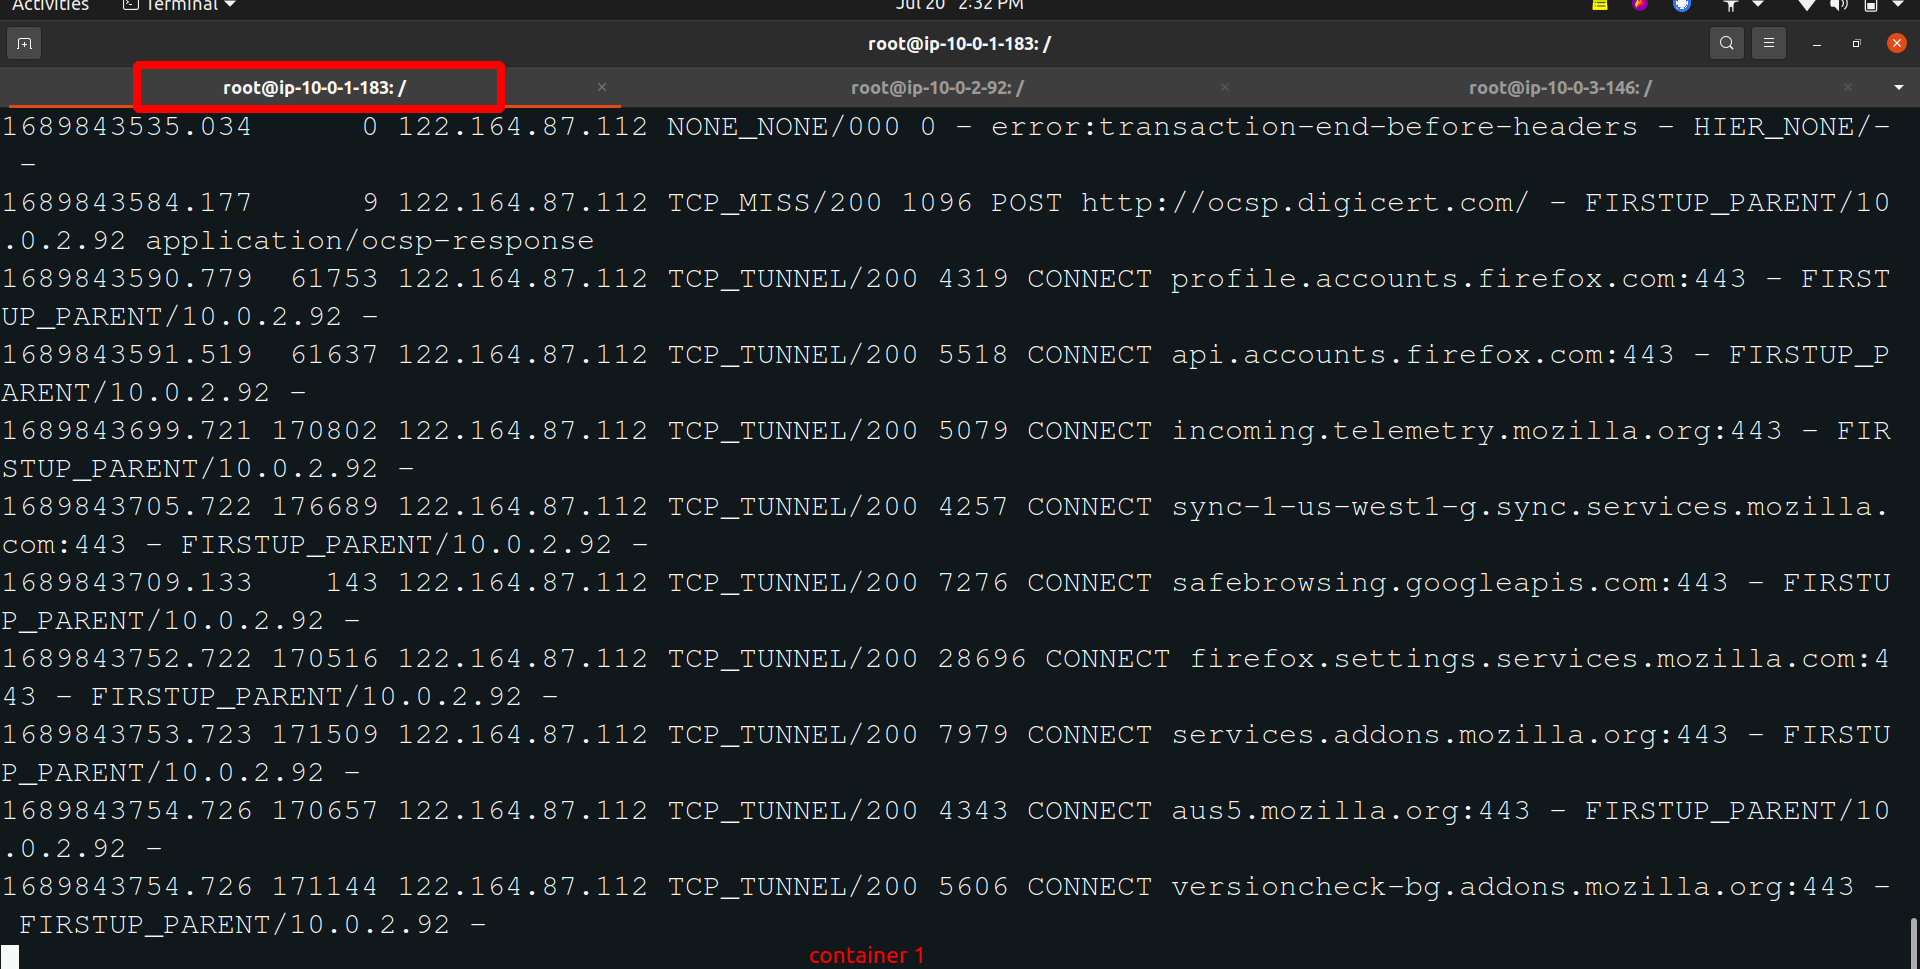 Activities Terminal Jul 20 2:32 PM
root@ip-10-0-1-183: /
root@ip-10-0-1-183: / × root@ip-10-0-2-92: / × root@ip-10-0-3-146: / ×
1689843535.034      0 122.164.87.112 NONE_NONE/000 0 - error:transaction-end-before-headers - HIER_NONE/-
 -
1689843584.177      9 122.164.87.112 TCP_MISS/200 1096 POST http://ocsp.digicert.com/ - FIRSTUP_PARENT/10
.0.2.92 application/ocsp-response
1689843590.779  61753 122.164.87.112 TCP_TUNNEL/200 4319 CONNECT profile.accounts.firefox.com:443 - FIRST
UP_PARENT/10.0.2.92 -
1689843591.519  61637 122.164.87.112 TCP_TUNNEL/200 5518 CONNECT api.accounts.firefox.com:443 - FIRSTUP_P
ARENT/10.0.2.92 -
1689843699.721 170802 122.164.87.112 TCP_TUNNEL/200 5079 CONNECT incoming.telemetry.mozilla.org:443 - FIR
STUP_PARENT/10.0.2.92 -
1689843705.722 176689 122.164.87.112 TCP_TUNNEL/200 4257 CONNECT sync-1-us-west1-g.sync.services.mozilla.
com:443 - FIRSTUP_PARENT/10.0.2.92 -
1689843709.133    143 122.164.87.112 TCP_TUNNEL/200 7276 CONNECT safebrowsing.googleapis.com:443 - FIRSTU
P_PARENT/10.0.2.92 -
1689843752.722 170516 122.164.87.112 TCP_TUNNEL/200 28696 CONNECT firefox.settings.services.mozilla.com:4
43 - FIRSTUP_PARENT/10.0.2.92 -
1689843753.723 171509 122.164.87.112 TCP_TUNNEL/200 7979 CONNECT services.addons.mozilla.org:443 - FIRSTU
P_PARENT/10.0.2.92 -
1689843754.726 170657 122.164.87.112 TCP_TUNNEL/200 4343 CONNECT aus5.mozilla.org:443 - FIRSTUP_PARENT/10
.0.2.92 -
1689843754.726 171144 122.164.87.112 TCP_TUNNEL/200 5606 CONNECT versioncheck-bg.addons.mozilla.org:443 -
 FIRSTUP_PARENT/10.0.2.92 -
container 1